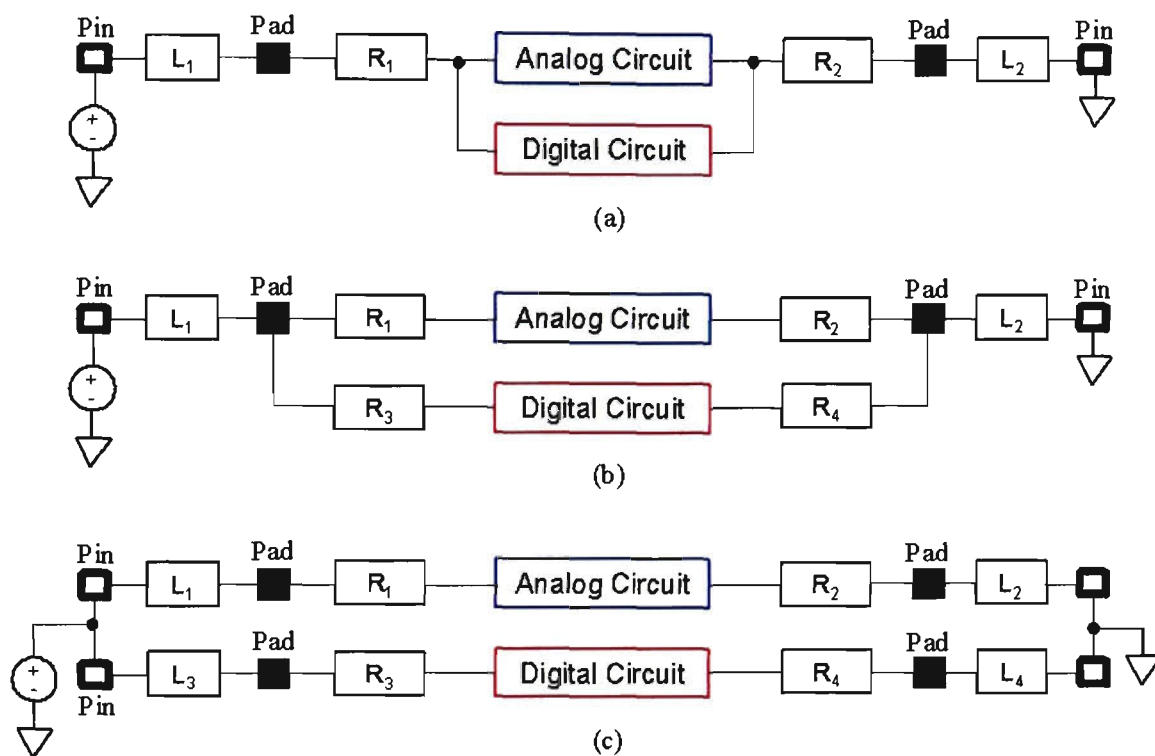 Pin L₁ Pad R₁ Analog Circuit R₂ Pad L₂ Pin
+
-
Digital Circuit
(a)
Pin L₁ Pad R₁ Analog Circuit R₂ Pad L₂ Pin
+
-
R₃ Digital Circuit R₄
(b)
Pin L₁ Pad R₁ Analog Circuit R₂ Pad L₂
+
-
Pin L₃ Pad R₃ Digital Circuit R₄ Pad L₄
(c)